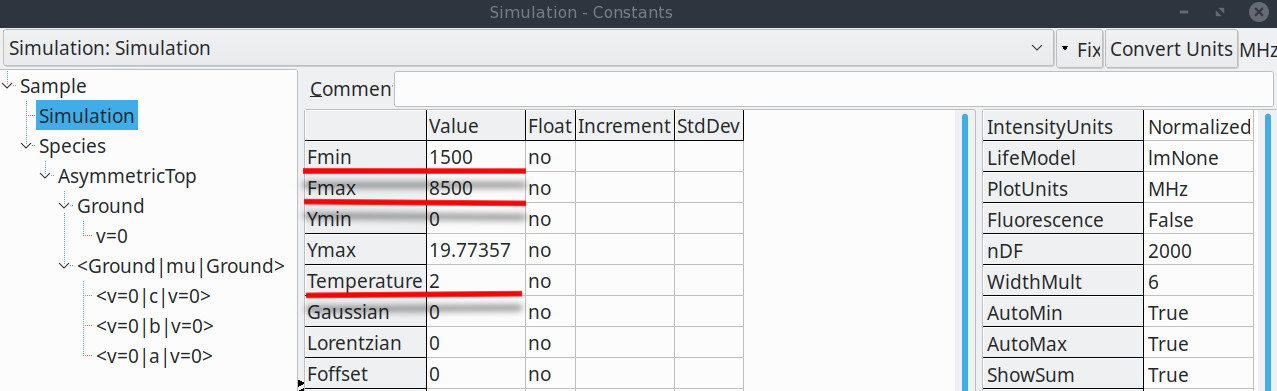 Simulation - Constants
Simulation: Simulation Fix Convert Units MHz
Sample
Simulation
Species
AsymmetricTop
Ground
v=0
<Ground|mu|Ground>
<v=0|c|v=0>
<v=0|b|v=0>
<v=0|a|v=0>
Commen
Value Float Increment StdDev
Fmin 1500 no
Fmax 8500 no
Ymin 0 no
Ymax 19.77357 no
Temperature 2 no
Gaussian 0 no
Lorentzian 0 no
Foffset 0 no
IntensityUnits Normalized
LifeModel lmNone
PlotUnits MHz
Fluorescence False
nDF 2000
WidthMult 6
AutoMin True
AutoMax True
ShowSum True